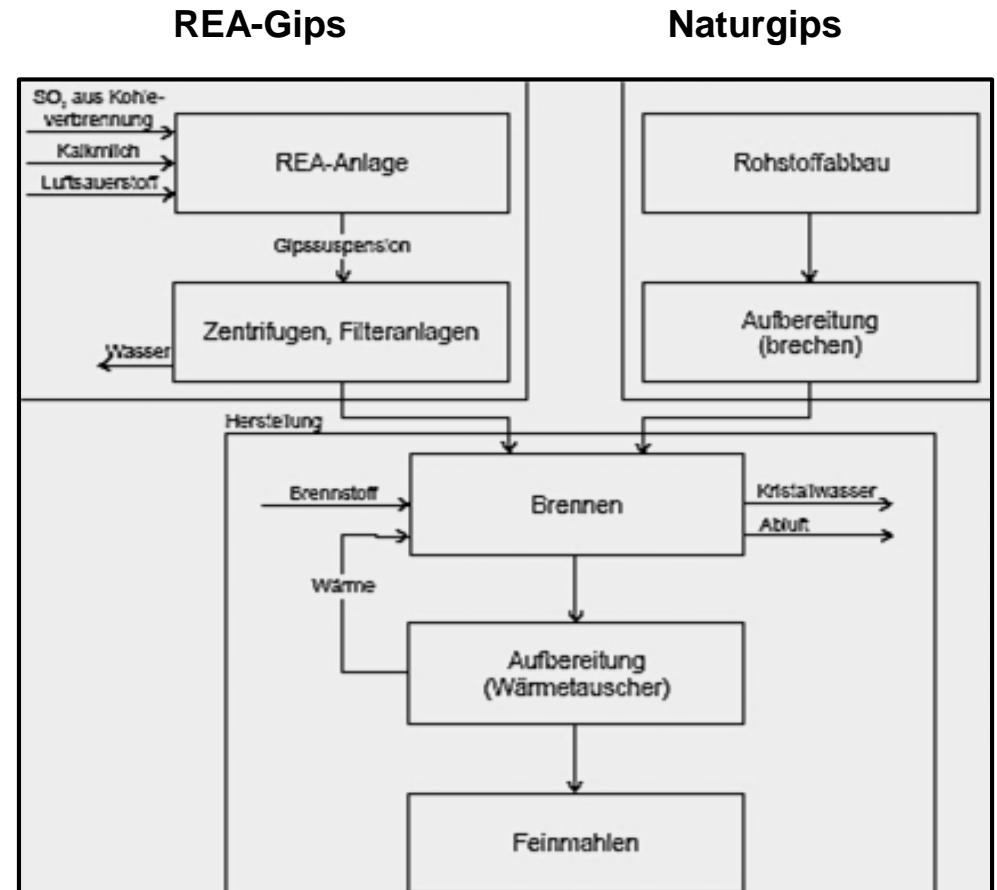 REA-Gips
Naturgips
SO₂ aus Kohle-
verbrennung
Kalkmilch
Luftsauerstoff
REA-Anlage
Gipssuspension
Zentrifugen, Filteranlagen
Wasser
Rohstoffabbau
Aufbereitung
(brechen)
Herstellung
Brennstoff
Brennen
Kristallwasser
Abluft
Wärme
Aufbereitung
(Wärmetauscher)
Feinmahlen